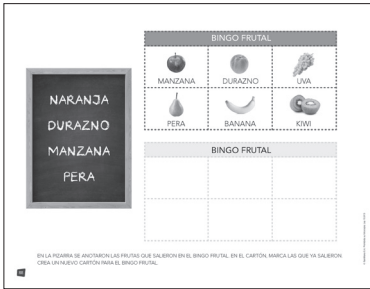 BINGO FRUTAL
MANZANA DURAZNO UVA
PERA BANANA KIWI
NARANJA
DURAZNO
MANZANA
PERA
BINGO FRUTAL
EN LA PIZARRA SE ANOTARON LAS FRUTAS QUE SALIERON EN EL BINGO FRUTAL. EN EL CARTÓN, MARCA LAS QUE YA SALIERON.
CREA UN NUEVO CARTÓN PARA EL BINGO FRUTAL.